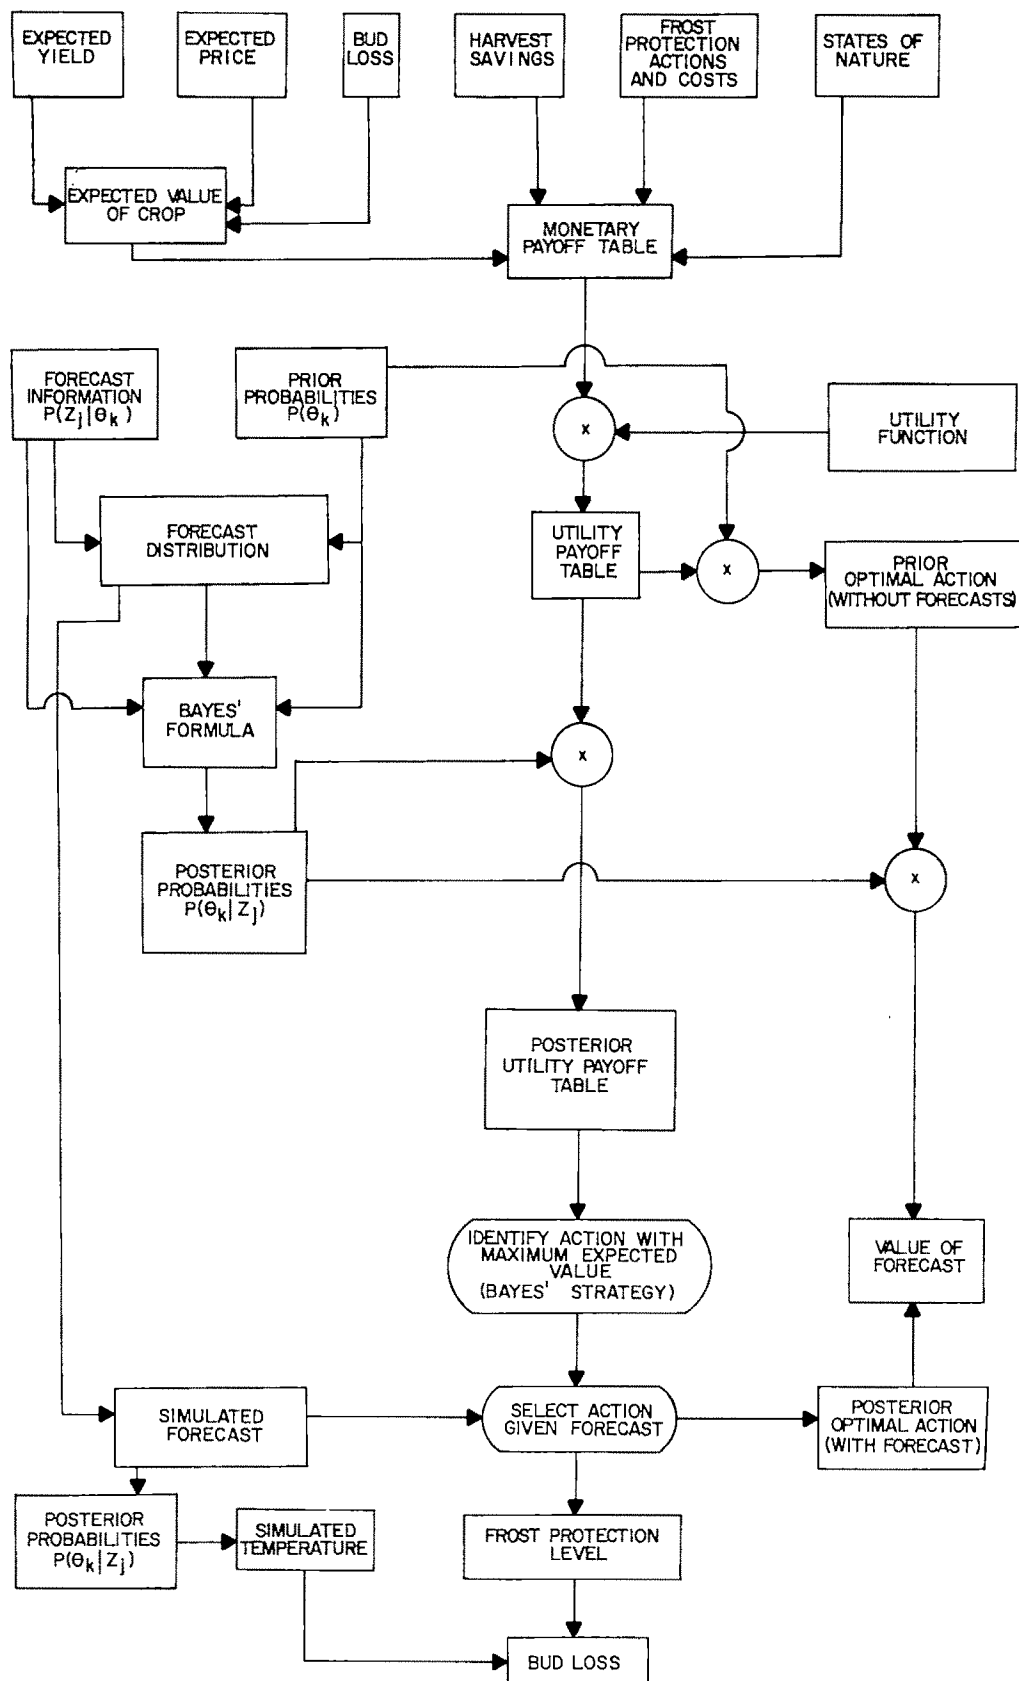 EXPECTED
YIELD
EXPECTED
PRICE
BUD
LOSS
HARVEST
SAVINGS
FROST
PROTECTION
ACTIONS
AND COSTS
STATES OF
NATURE
EXPECTED VALUE
OF CROP
MONETARY
PAYOFF TABLE
FORECAST
INFORMATION
P(Zj|θk)
PRIOR
PROBABILITIES
P(θk)
X
UTILITY
FUNCTION
FORECAST
DISTRIBUTION
UTILITY
PAYOFF
TABLE
X
PRIOR
OPTIMAL ACTION
(WITHOUT FORECASTS)
BAYES'
FORMULA
X
POSTERIOR
PROBABILITIES
P(θk|Zj)
X
POSTERIOR
UTILITY PAYOFF
TABLE
IDENTIFY ACTION WITH
MAXIMUM EXPECTED
VALUE
(BAYES' STRATEGY)
VALUE OF
FORECAST
SIMULATED
FORECAST
SELECT ACTION
GIVEN FORECAST
POSTERIOR
OPTIMAL ACTION
(WITH FORECAST)
POSTERIOR
PROBABILITIES
P(θk|Zj)
SIMULATED
TEMPERATURE
FROST PROTECTION
LEVEL
BUD LOSS